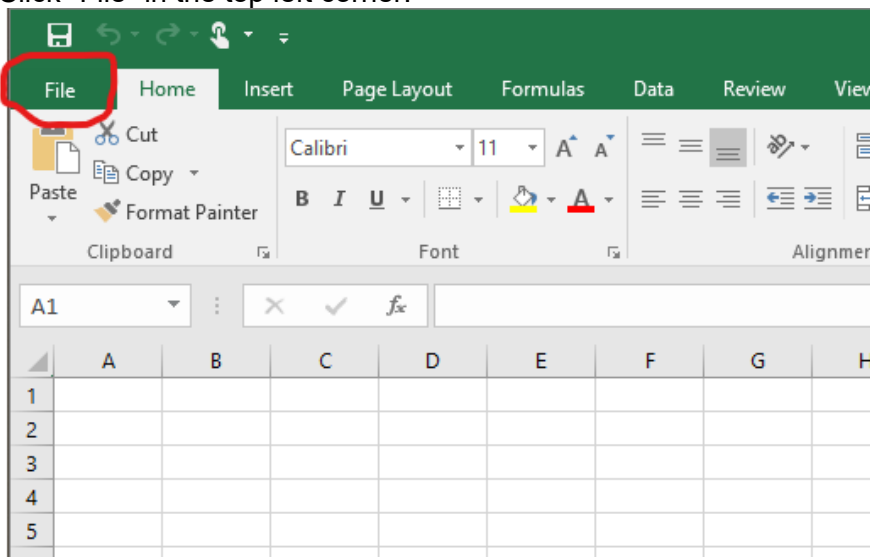 Click "File" in the top left corner.
File Home Insert Page Layout Formulas Data Review View
Cut
Calibri 11 A A
Copy
Paste
B I U A
Format Painter
Clipboard Font
A1 fx
A B C D E F G H
1
2
3
4
5